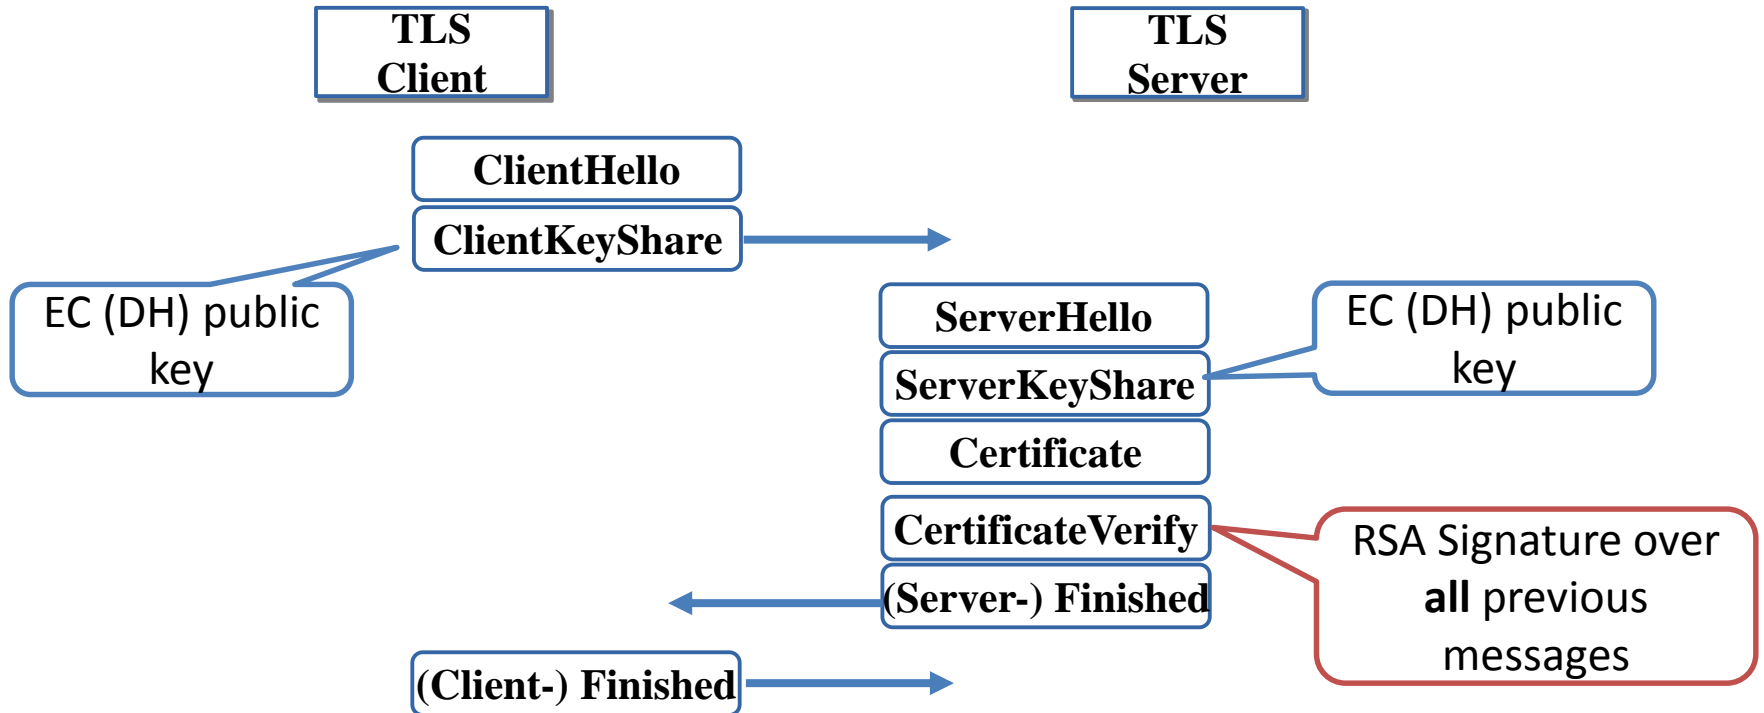 TLS
Client
TLS
Server
ClientHello
ClientKeyShare
EC (DH) public
key
ServerHello
ServerKeyShare
EC (DH) public
key
Certificate
CertificateVerify
RSA Signature over
all previous
messages
(Server-) Finished
(Client-) Finished